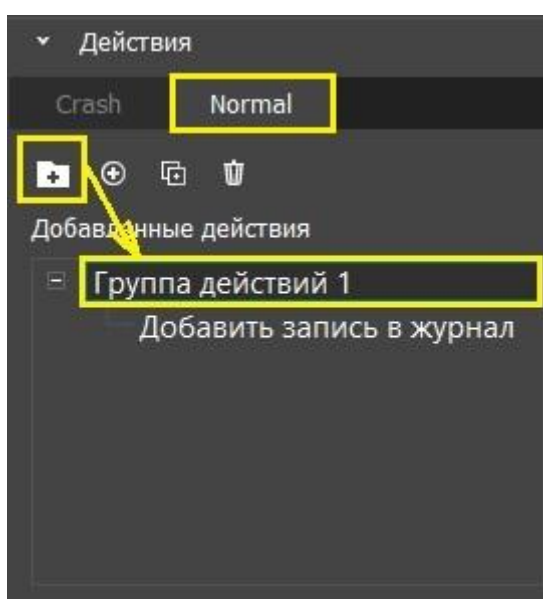 Действия
Crash Normal
Добавленные действия
Группа действий 1
Добавить запись в журнал